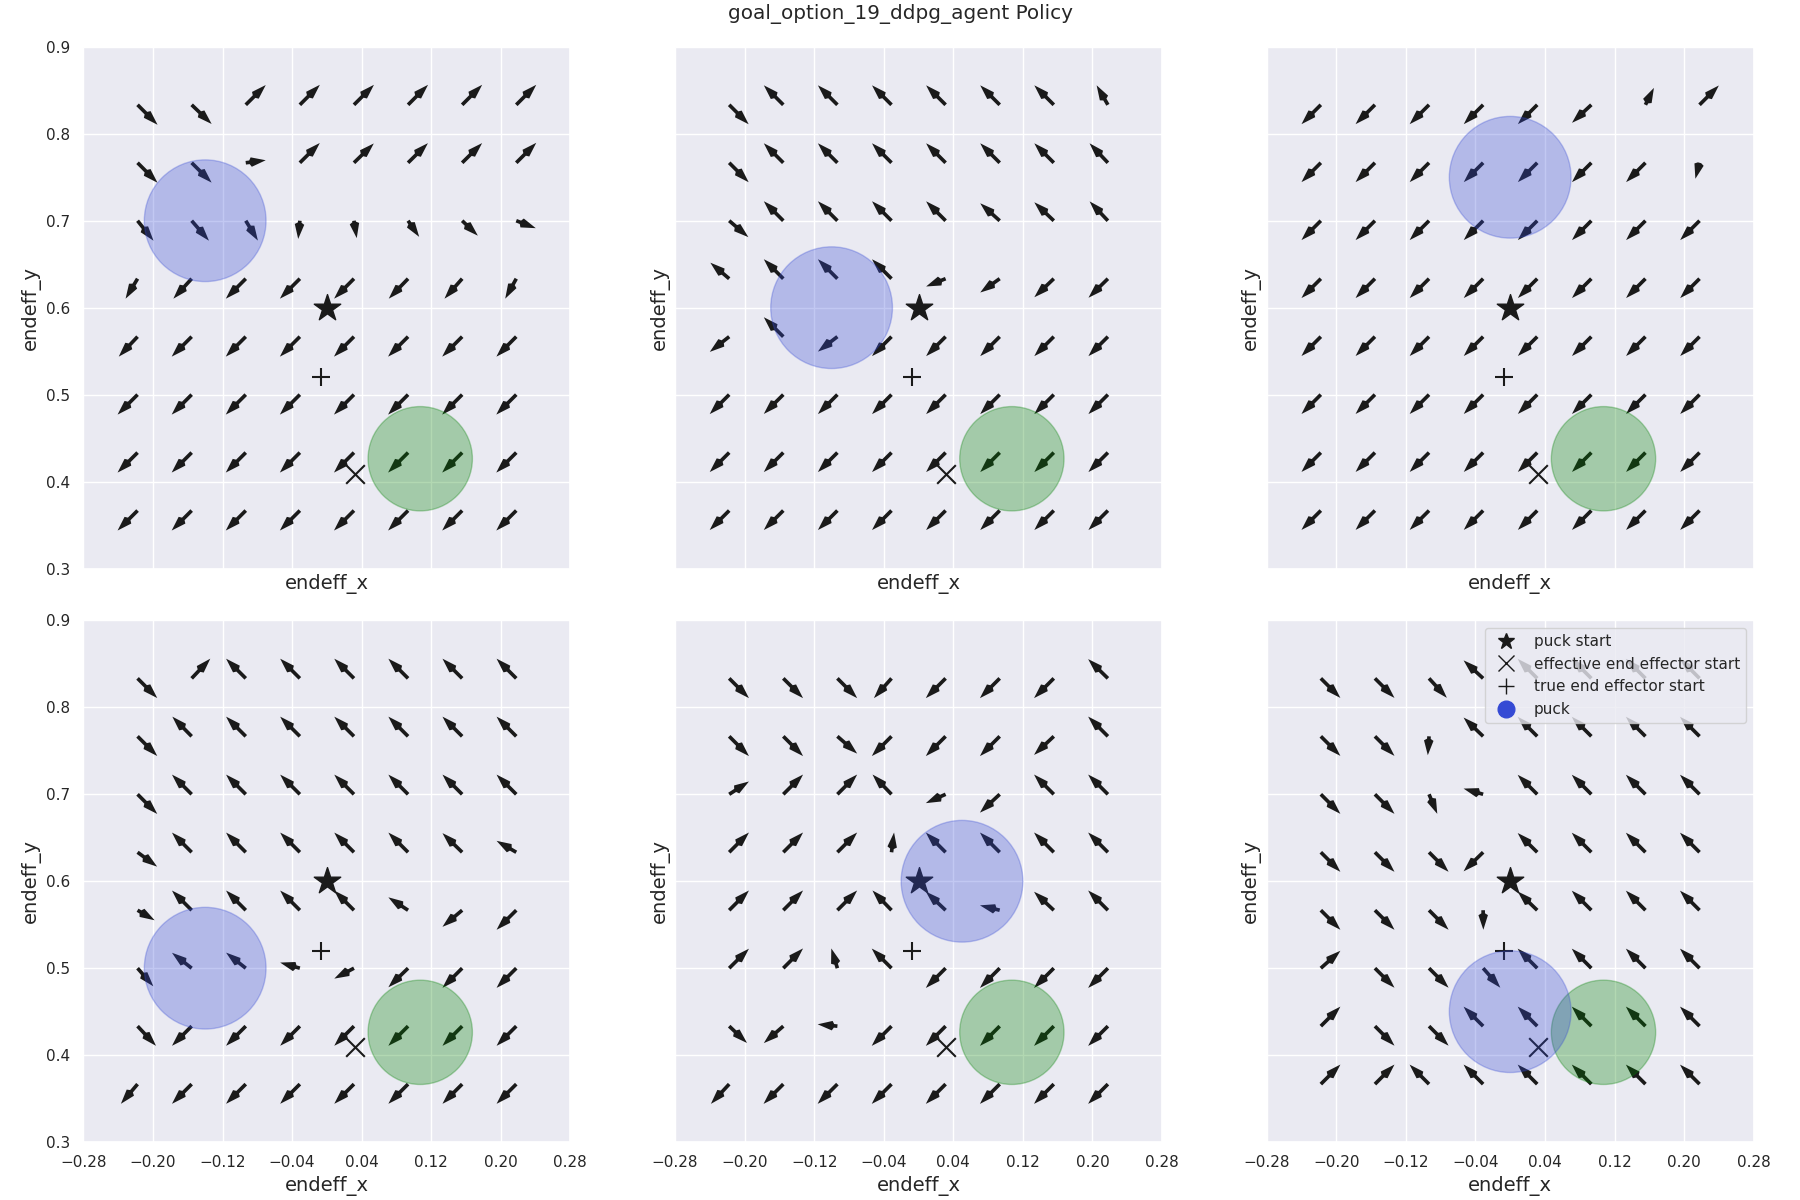 goal_option_19_ddpg_agent Policy
0.9
0.8
0.7
0.6
0.5
0.4
0.3
endeff_y
endeff_x
endeff_y
endeff_x
endeff_y
endeff_x
0.9
0.8
0.7
0.6
0.5
0.4
0.3
endeff_y
−0.28 −0.20 −0.12 −0.04 0.04 0.12 0.20 0.28
endeff_x
endeff_y
−0.28 −0.20 −0.12 −0.04 0.04 0.12 0.20 0.28
endeff_x
puck start
effective end effector start
true end effector start
puck
endeff_y
−0.28 −0.20 −0.12 −0.04 0.04 0.12 0.20 0.28
endeff_x